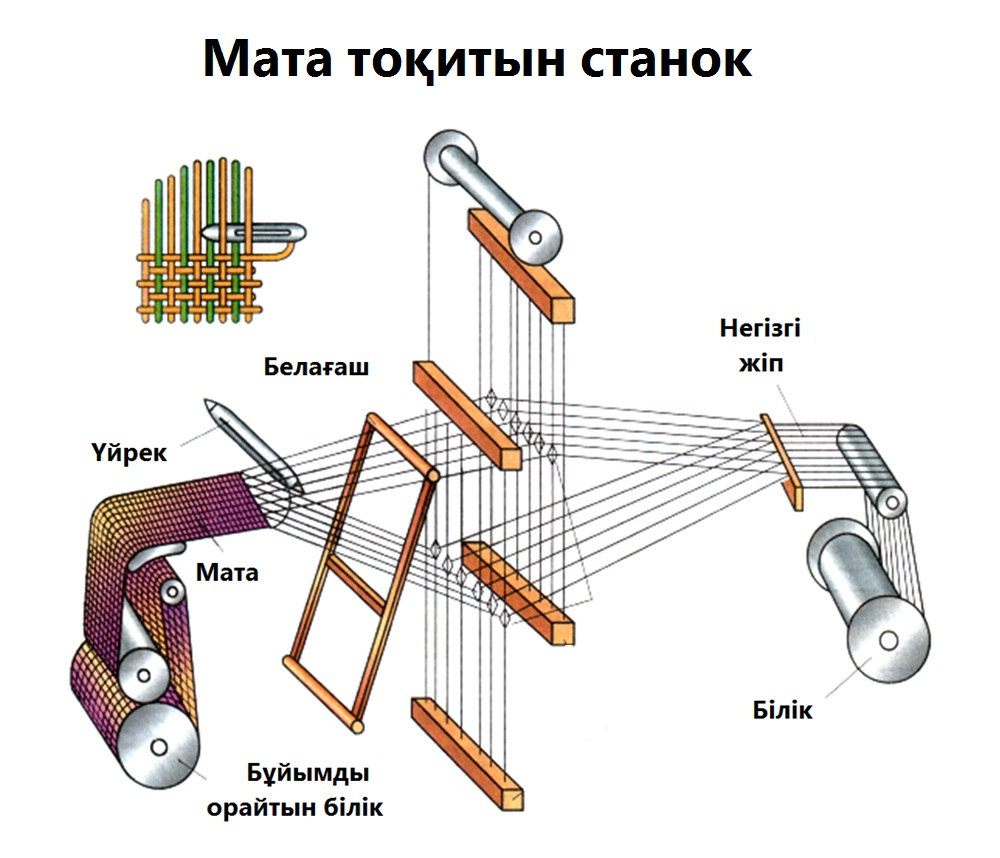 Мата тоқитын станок
Негізгі
жіп
Белағаш
Үйрек
Мата
Білік
Бұйымды
орайтын білік